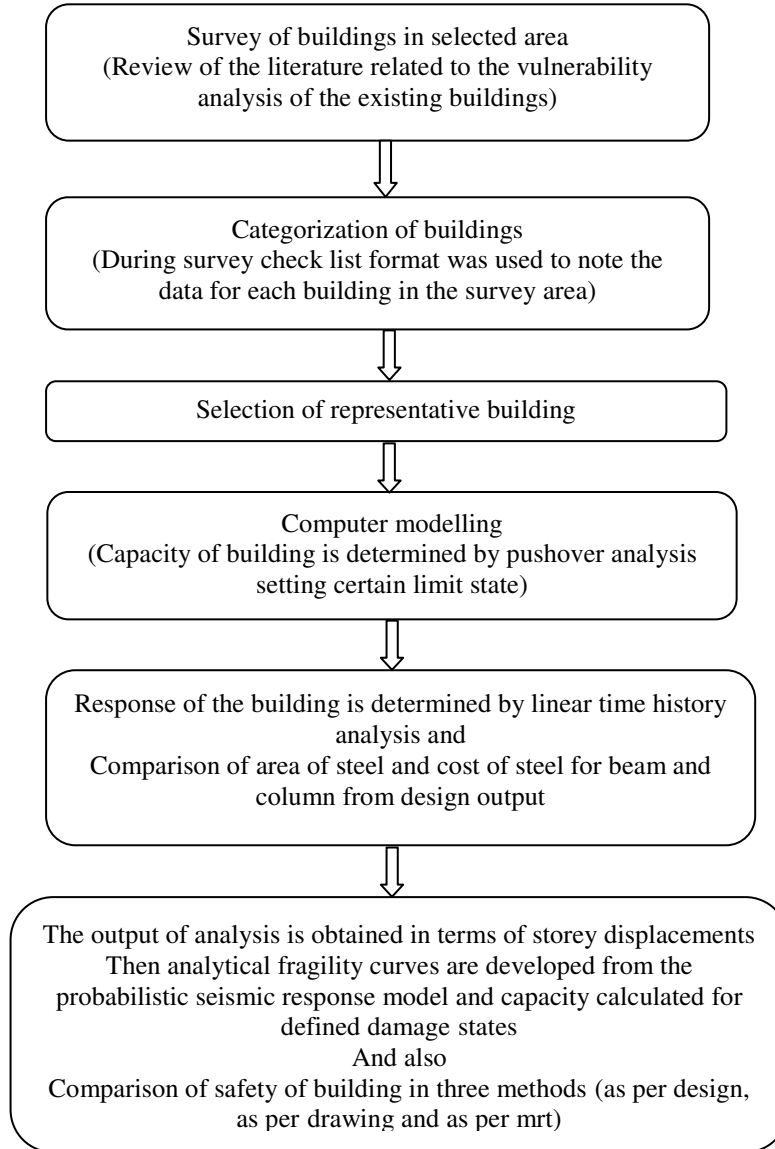 Survey of buildings in selected area
(Review of the literature related to the vulnerability
analysis of the existing buildings)
Categorization of buildings
(During survey check list format was used to note the
data for each building in the survey area)
Selection of representative building
Computer modelling
(Capacity of building is determined by pushover analysis
setting certain limit state)
Response of the building is determined by linear time history
analysis and
Comparison of area of steel and cost of steel for beam and
column from design output
The output of analysis is obtained in terms of storey displacements
Then analytical fragility curves are developed from the
probabilistic seismic response model and capacity calculated for
defined damage states
And also
Comparison of safety of building in three methods (as per design,
as per drawing and as per mrt)